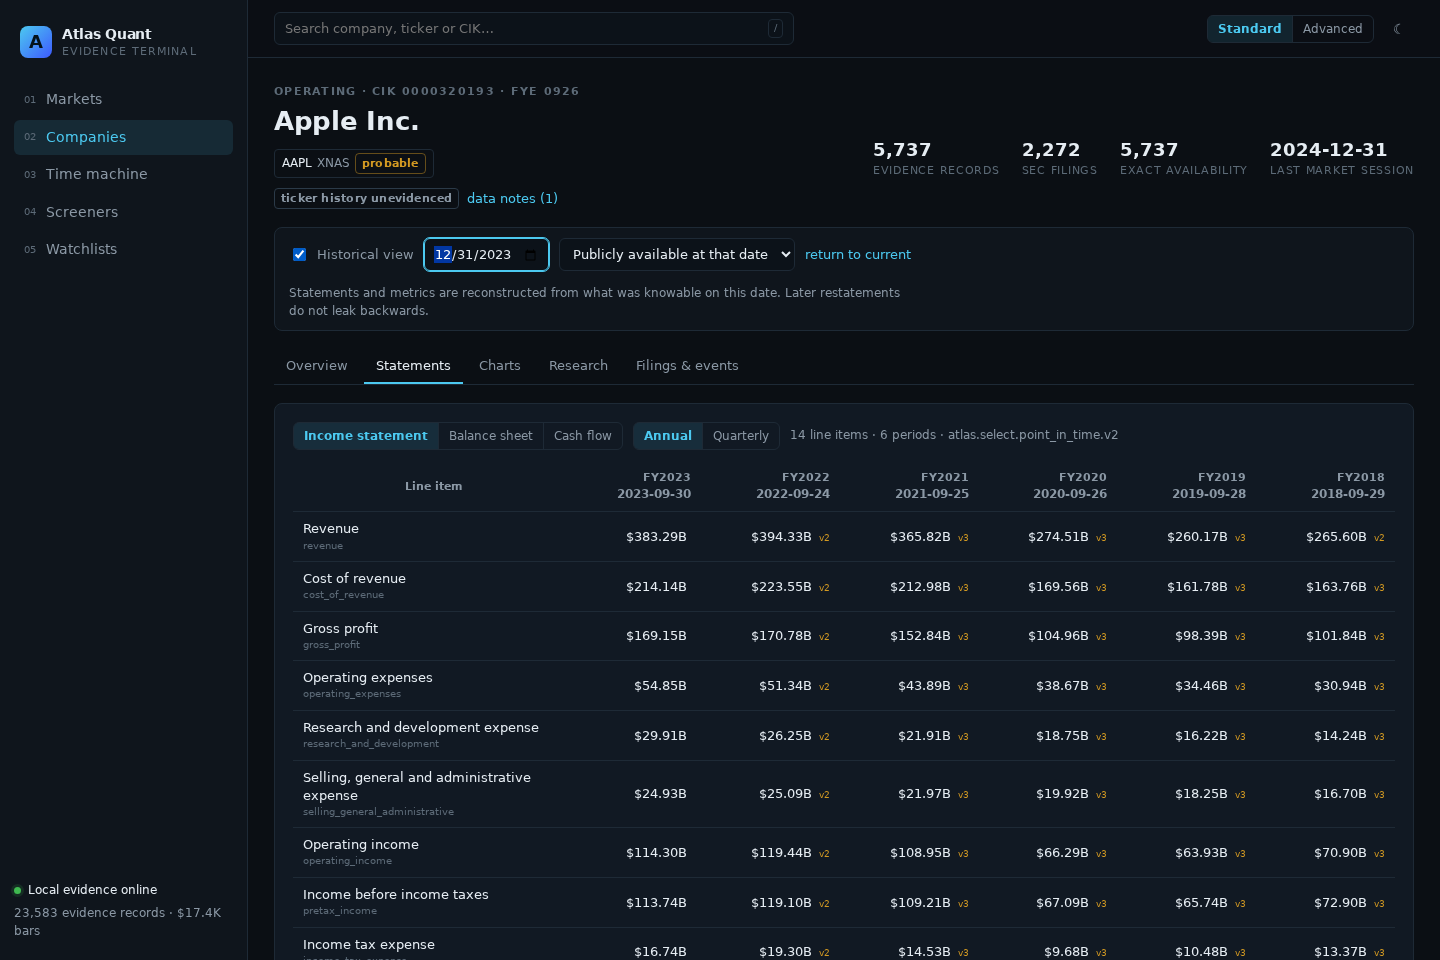 A
Atlas Quant
EVIDENCE TERMINAL
01 Markets
02 Companies
03 Time machine
04 Screeners
05 Watchlists
Local evidence online
23,583 evidence records · $17.4K
bars
Search company, ticker or CIK...
/
Standard Advanced
OPERATING · CIK 0000320193 · FYE 0926
Apple Inc.
AAPL XNAS probable
ticker history unevidenced data notes (1)
5,737
EVIDENCE RECORDS
2,272
SEC FILINGS
5,737
EXACT AVAILABILITY
2024-12-31
LAST MARKET SESSION
Historical view 12/31/2023 Publicly available at that date return to current
Statements and metrics are reconstructed from what was knowable on this date. Later restatements
do not leak backwards.
Overview Statements Charts Research Filings & events
Income statement Balance sheet Cash flow Annual Quarterly 14 line items · 6 periods · atlas.select.point_in_time.v2
Line item FY2023 FY2022 FY2021 FY2020 FY2019 FY2018
2023-09-30 2022-09-24 2021-09-25 2020-09-26 2019-09-28 2018-09-29
Revenue
revenue
$383.29B $394.33B v2 $365.82B v3 $274.51B v3 $260.17B v3 $265.60B v2
Cost of revenue
cost_of_revenue
$214.14B $223.55B v2 $212.98B v3 $169.56B v3 $161.78B v3 $163.76B v3
Gross profit
gross_profit
$169.15B $170.78B v2 $152.84B v3 $104.96B v3 $98.39B v3 $101.84B v3
Operating expenses
operating_expenses
$54.85B $51.34B v2 $43.89B v3 $38.67B v3 $34.46B v3 $30.94B v3
Research and development expense
research_and_development
$29.91B $26.25B v2 $21.91B v3 $18.75B v3 $16.22B v3 $14.24B v3
Selling, general and administrative
expense
selling_general_administrative
$24.93B $25.09B v2 $21.97B v3 $19.92B v3 $18.25B v3 $16.70B v3
Operating income
operating_income
$114.30B $119.44B v2 $108.95B v3 $66.29B v3 $63.93B v3 $70.90B v3
Income before income taxes
pretax_income
$113.74B $119.10B v2 $109.21B v3 $67.09B v3 $65.74B v3 $72.90B v3
Income tax expense
income_tax_expense
$16.74B $19.30B v2 $14.53B v3 $9.68B v3 $10.48B v3 $13.37B v3